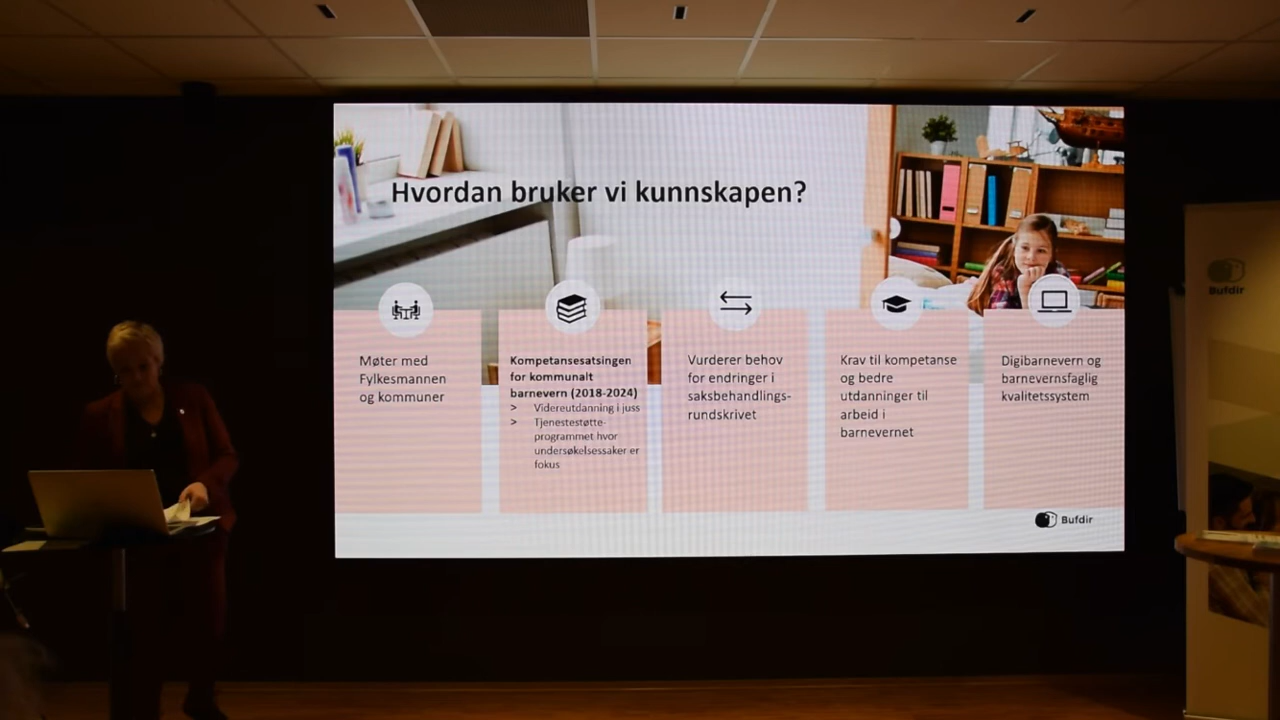 Hvordan bruker vi kunnskapen?
Møter med
Fylkesmannen
og kommuner
Kompetansesatsingen
for kommunalt
barnevern (2018-2024)
> Videreutdanning i juss
> Tjenestestøtte-
programmet hvor
undersøkelsessaker er
fokus
Vurderer behov
for endringer i
saksbehandlings-
rundskrivet
Krav til kompetanse
og bedre
utdanninger til
arbeid i
barnevernet
Digibarnevern og
barnevernsfaglig
kvalitetssystem
Bufdir
Bufdir